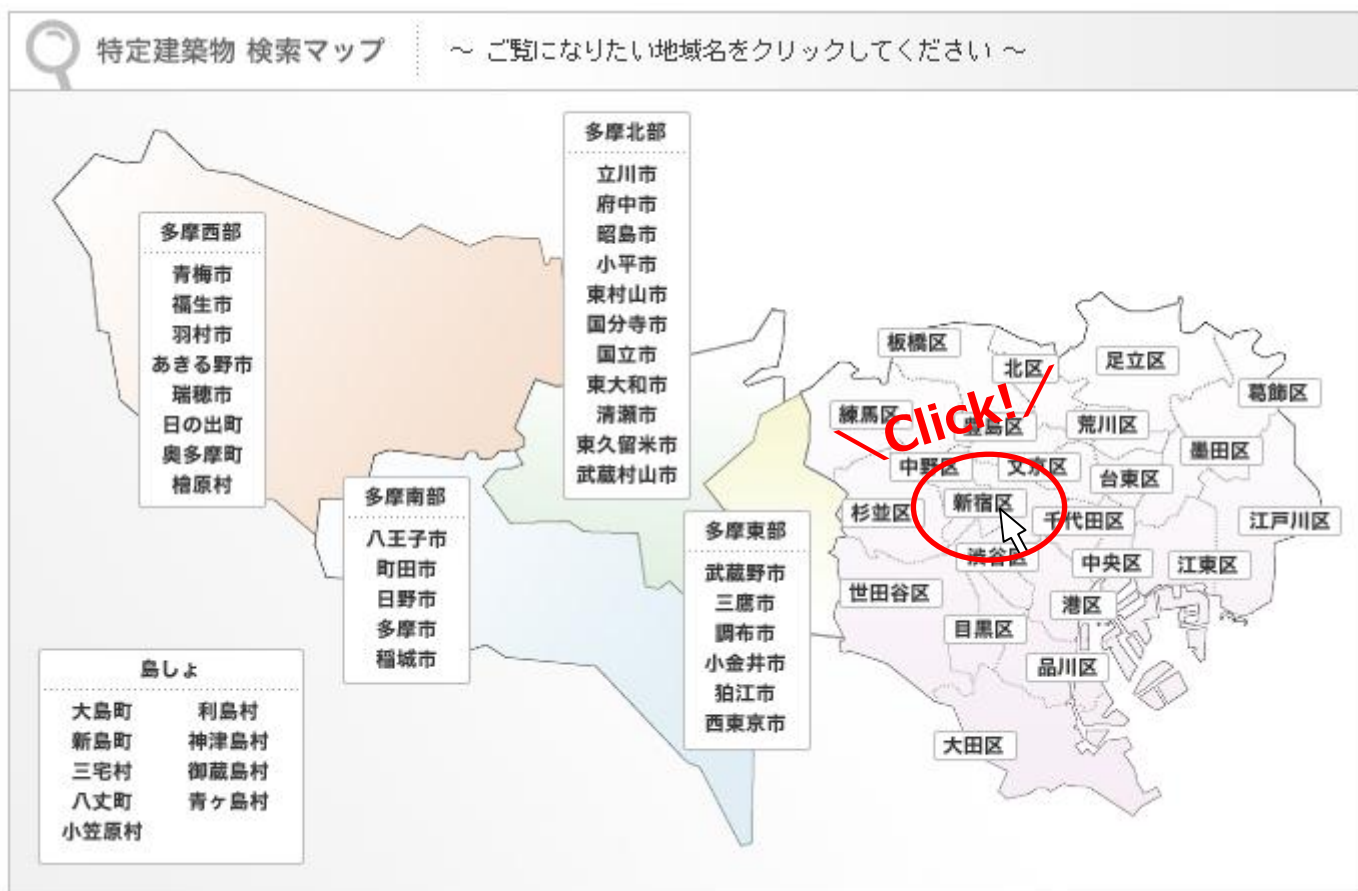 特定建築物 検索マップ
～ ご覧になりたい地域名をクリックしてください ～
多摩西部
青梅市
福生市
羽村市
あきる野市
瑞穂市
日の出町
奥多摩町
檜原村
多摩北部
立川市
府中市
昭島市
小平市
東村山市
国分寺市
国立市
東大和市
清瀬市
東久留米市
武蔵村山市
多摩南部
八王子市
町田市
日野市
多摩市
稲城市
多摩東部
武蔵野市
三鷹市
調布市
小金井市
狛江市
西東京市
島しょ
大島町 利島村
新島町 神津島村
三宅村 御蔵島村
八丈町 青ヶ島村
小笠原村
板橋区
北区
足立区
葛飾区
練馬区
Click!
豊島区
荒川区
墨田区
中野区
文京区
台東区
杉並区
新宿区
千代田区
江戸川区
渋谷区
中央区
江東区
世田谷区
港区
目黒区
品川区
大田区